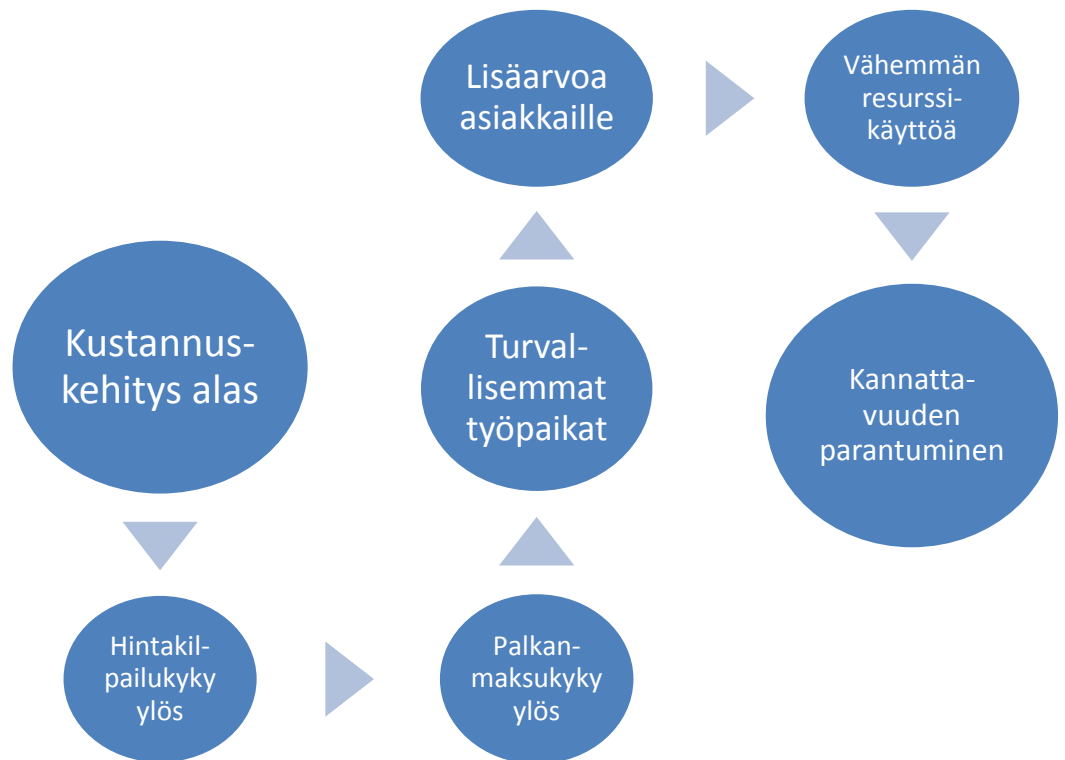 Kustannus-
kehitys alas
Hintakil-
pailukyky
ylös
Palkan-
maksukyky
ylös
Turval-
lisemmat
työpaikat
Lisäarvoa
asiakkaille
Vähemmän
resurssi-
käyttöä
Kannatta-
vuuden
parantuminen